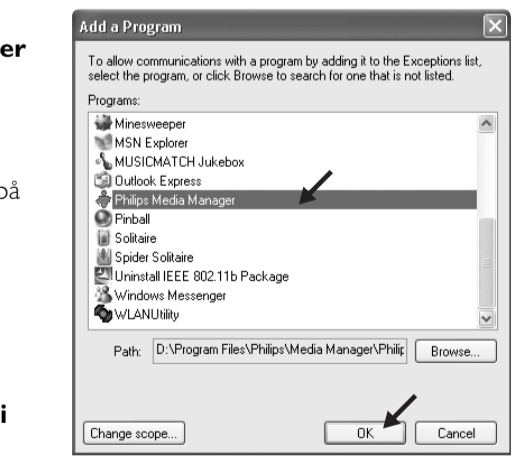 er
på
i
Add a Program
To allow communications with a program by adding it to the Exceptions list,
select the program, or click Browse to search for one that is not listed.
Programs:
Minesweeper
MSN Explorer
MUSICMATCH Jukebox
Outlook Express
Philips Media Manager
Pinball
Solitaire
Spider Solitaire
Uninstall IEEE 802.11b Package
Windows Messenger
WLANUtility
Path: D:\Program Files\Philips\Media Manager\Philip Browse...
Change scope... OK Cancel